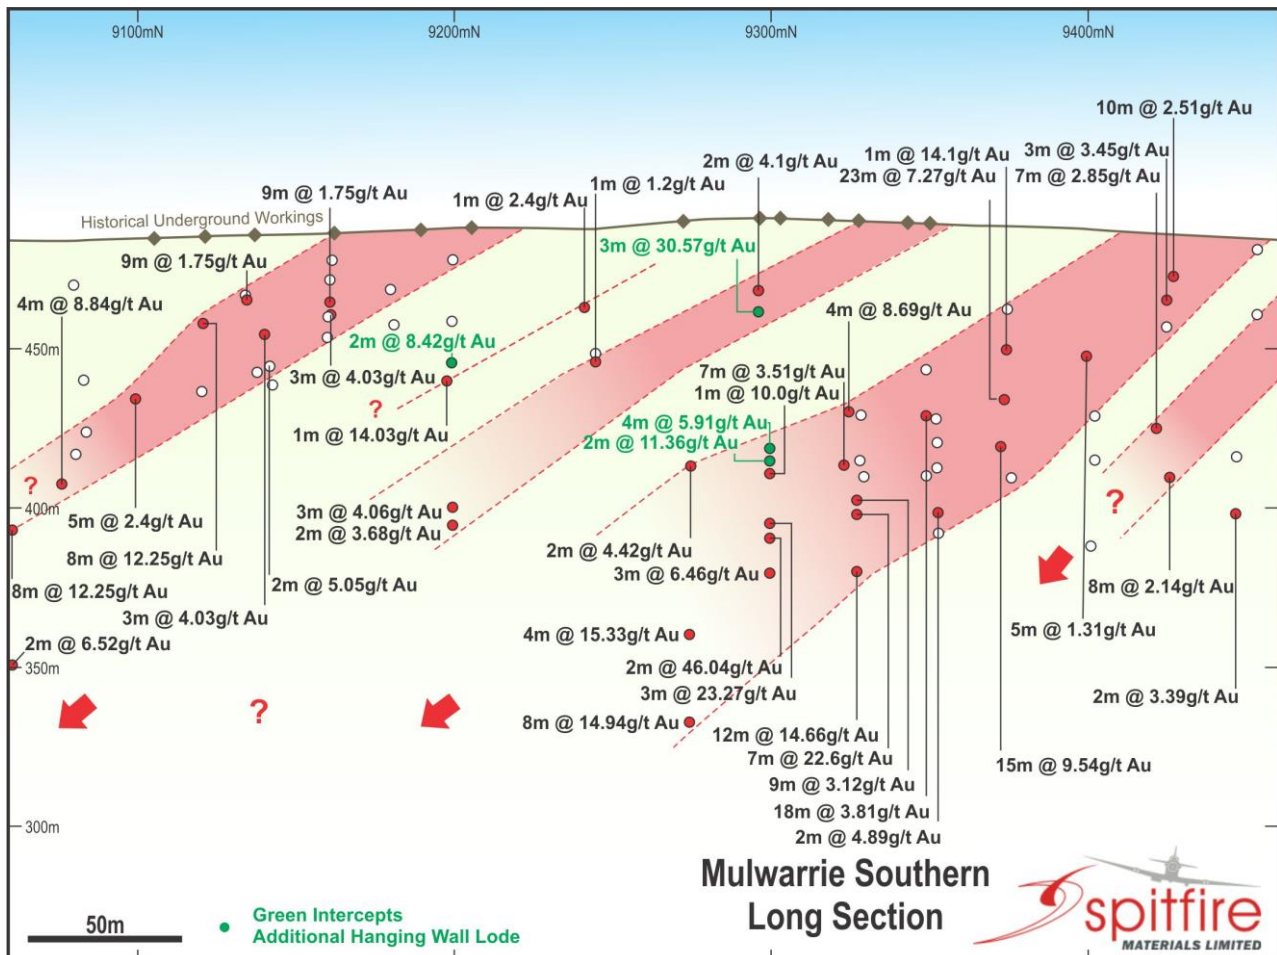 9100mN
9200mN
9300mN
9400mN
10m @ 2.51g/t Au
1m @ 14.1g/t Au
3m @ 3.45g/t Au
2m @ 4.1g/t Au
23m @ 7.27g/t Au
7m @ 2.85g/t Au
9m @ 1.75g/t Au
1m @ 2.4g/t Au
1m @ 1.2g/t Au
Historical Underground Workings
3m @ 30.57g/t Au
9m @ 1.75g/t Au
4m @ 8.84g/t Au
4m @ 8.69g/t Au
450m
2m @ 8.42g/t Au
3m @ 4.03g/t Au
7m @ 3.51g/t Au
1m @ 10.0g/t Au
?
1m @ 14.03g/t Au
4m @ 5.91g/t Au
2m @ 11.36g/t Au
?
400m
?
3m @ 4.06g/t Au
2m @ 3.68g/t Au
5m @ 2.4g/t Au
2m @ 4.42g/t Au
8m @ 12.25g/t Au
3m @ 6.46g/t Au
2m @ 5.05g/t Au
8m @ 12.25g/t Au
8m @ 2.14g/t Au
3m @ 4.03g/t Au
4m @ 15.33g/t Au
5m @ 1.31g/t Au
2m @ 6.52g/t Au
350m
2m @ 46.04g/t Au
3m @ 23.27g/t Au
2m @ 3.39g/t Au
?
8m @ 14.94g/t Au
12m @ 14.66g/t Au
7m @ 22.6g/t Au
15m @ 9.54g/t Au
9m @ 3.12g/t Au
18m @ 3.81g/t Au
2m @ 4.89g/t Au
300m
Mulwarrie Southern
Long Section
50m
Green Intercepts
Additional Hanging Wall Lode
spitfire
MATERIALS LIMITED